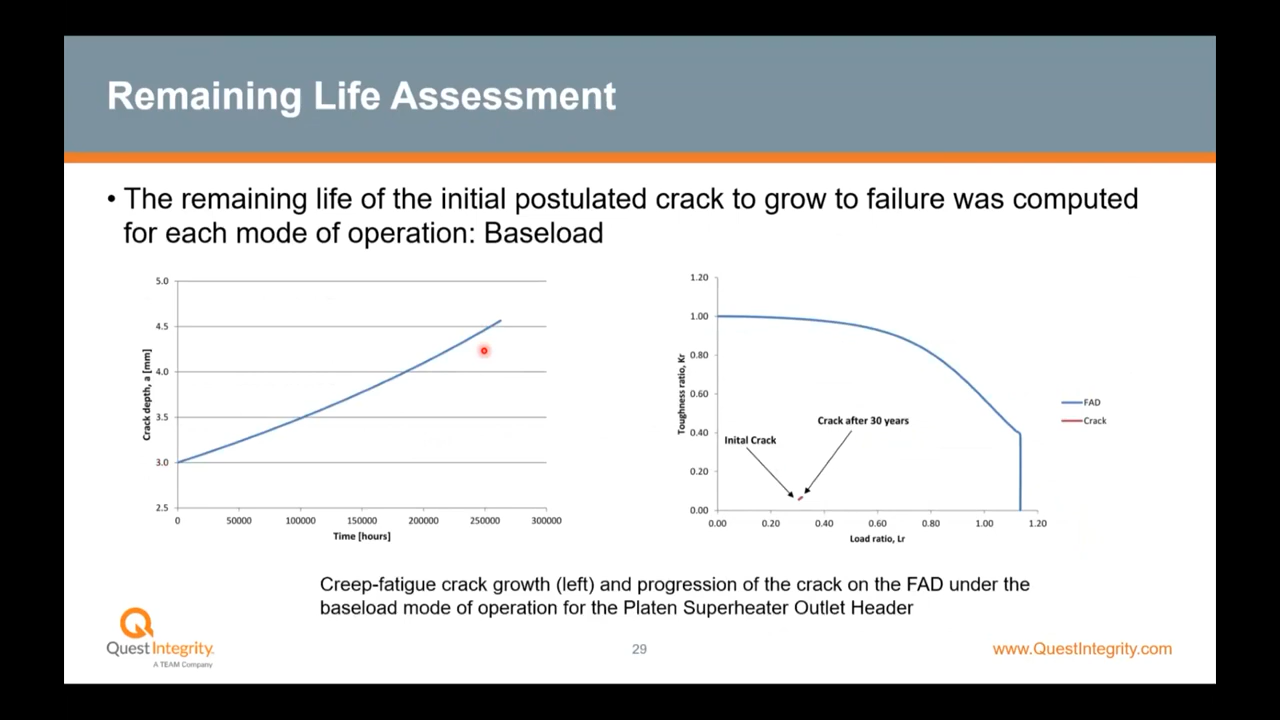 Remaining Life Assessment
• The remaining life of the initial postulated crack to grow to failure was computed
for each mode of operation: Baseload
5.0
4.5
4.0
3.5
3.0
2.5
Crack depth, a [mm]
0 50000 100000 150000 200000 250000 300000
Time [hours]
1.20
1.00
0.80
0.60
0.40
0.20
0.00
Toughness ratio, Kr
Crack after 30 years
Inital Crack
FAD
Crack
0.00 0.20 0.40 0.60 0.80 1.00 1.20
Load ratio, Lr
Creep-fatigue crack growth (left) and progression of the crack on the FAD under the
baseload mode of operation for the Platen Superheater Outlet Header
QuestIntegrity.
A TEAM Company
29
www.QuestIntegrity.com